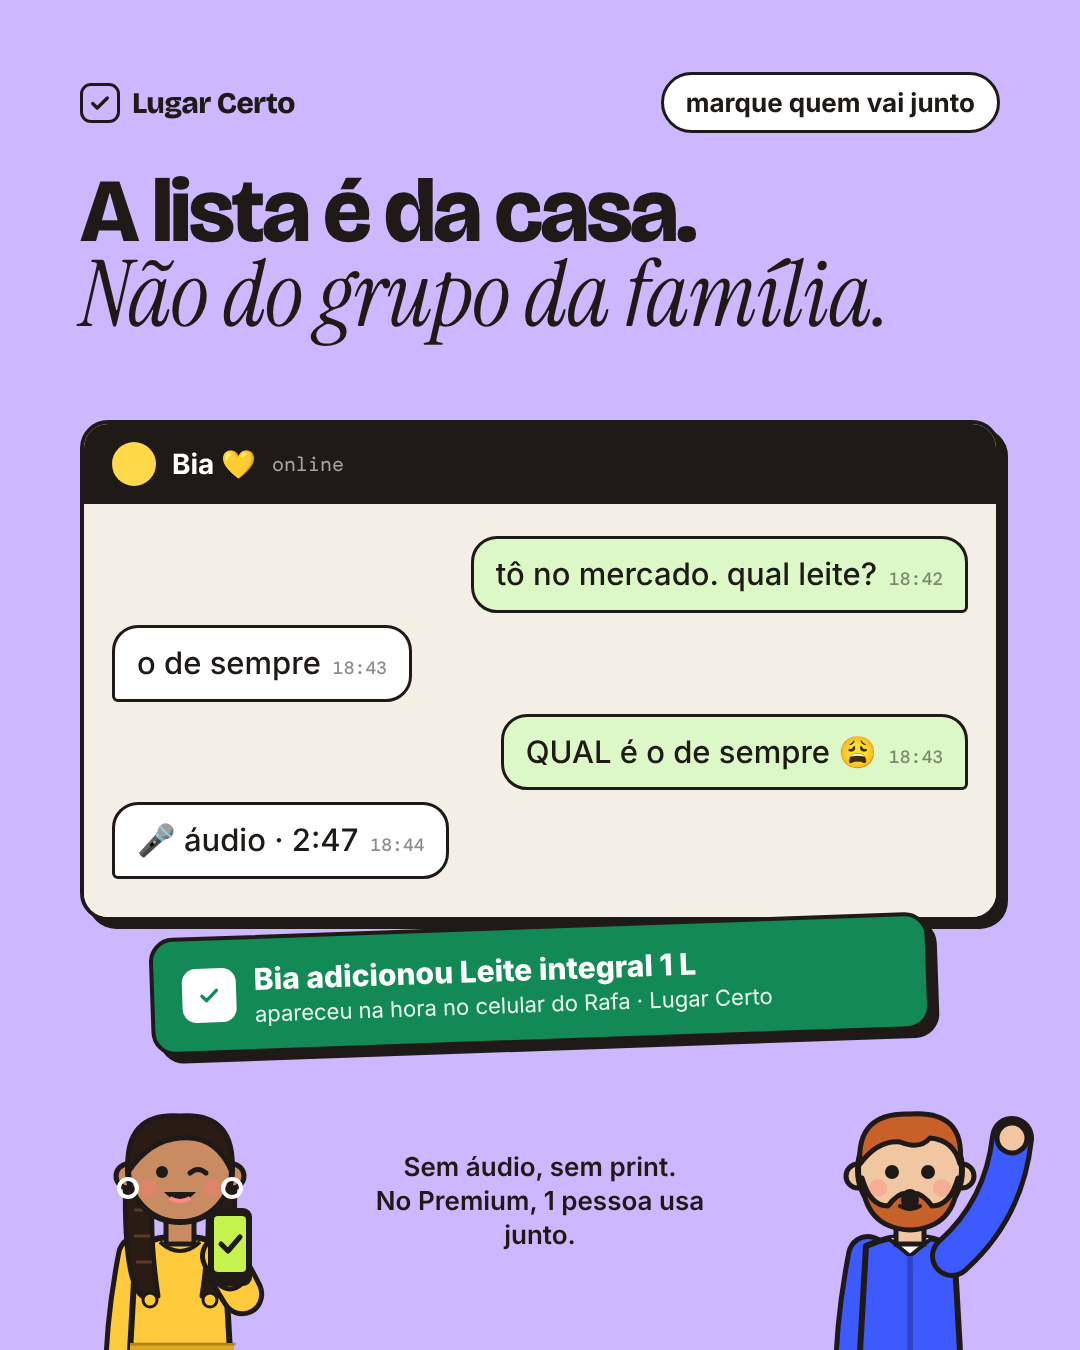 Lugar Certo
marque quem vai junto
A lista é da casa.
Não do grupo da família.
Bia 💛 online
tô no mercado. qual leite? 18:42
o de sempre 18:43
QUAL é o de sempre 😩 18:43
🎤 áudio · 2:47 18:44
Bia adicionou Leite integral 1 L
apareceu na hora no celular do Rafa · Lugar Certo
Sem áudio, sem print.
No Premium, 1 pessoa usa
junto.